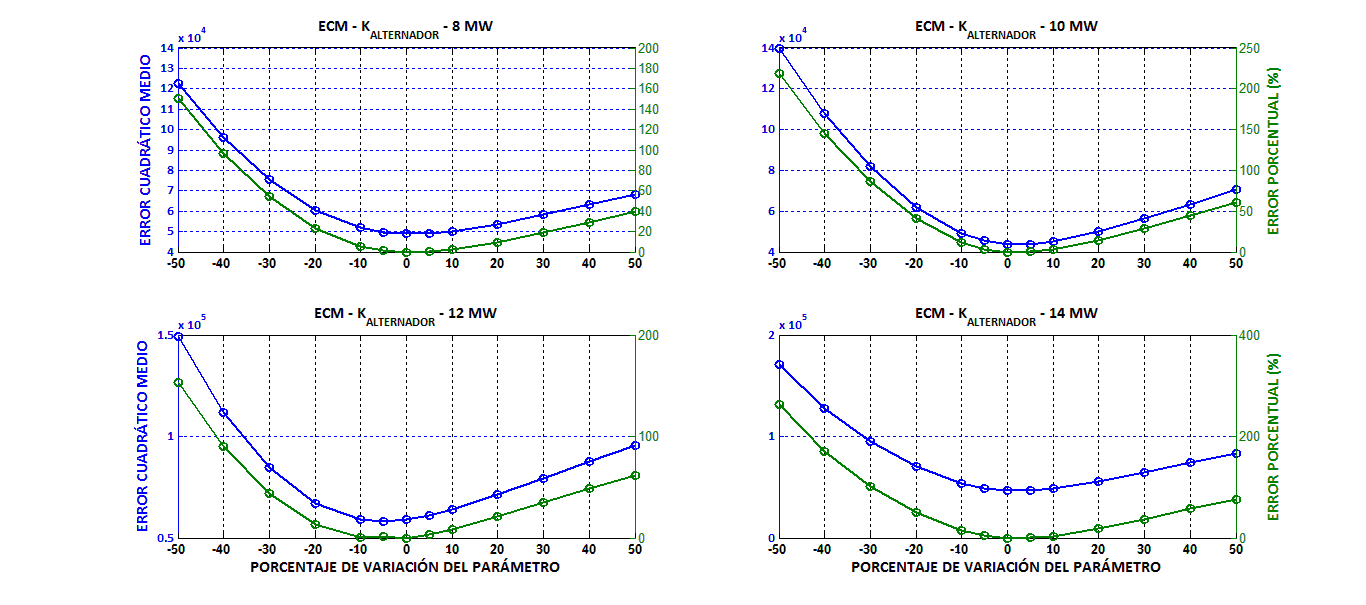 ECM - K ALTERNADOR - 8 MW
x 10^4
14
13
12
11
10
9
8
7
6
5
4
200
180
160
140
120
100
80
60
40
20
0
-50 -40 -30 -20 -10 0 10 20 30 40 50
ERROR CUADRÁTICO MEDIO
ECM - K ALTERNADOR - 10 MW
x 10^4
14
12
10
8
6
4
250
200
150
100
50
0
-50 -40 -30 -20 -10 0 10 20 30 40 50
ERROR PORCENTUAL (%)
ECM - K ALTERNADOR - 12 MW
x 10^5
1.5
1
0.5
200
100
0
-50 -40 -30 -20 -10 0 10 20 30 40 50
ERROR CUADRÁTICO MEDIO
PORCENTAJE DE VARIACIÓN DEL PARÁMETRO
ECM - K ALTERNADOR - 14 MW
x 10^5
2
1
0
400
200
0
-50 -40 -30 -20 -10 0 10 20 30 40 50
ERROR PORCENTUAL (%)
PORCENTAJE DE VARIACIÓN DEL PARÁMETRO